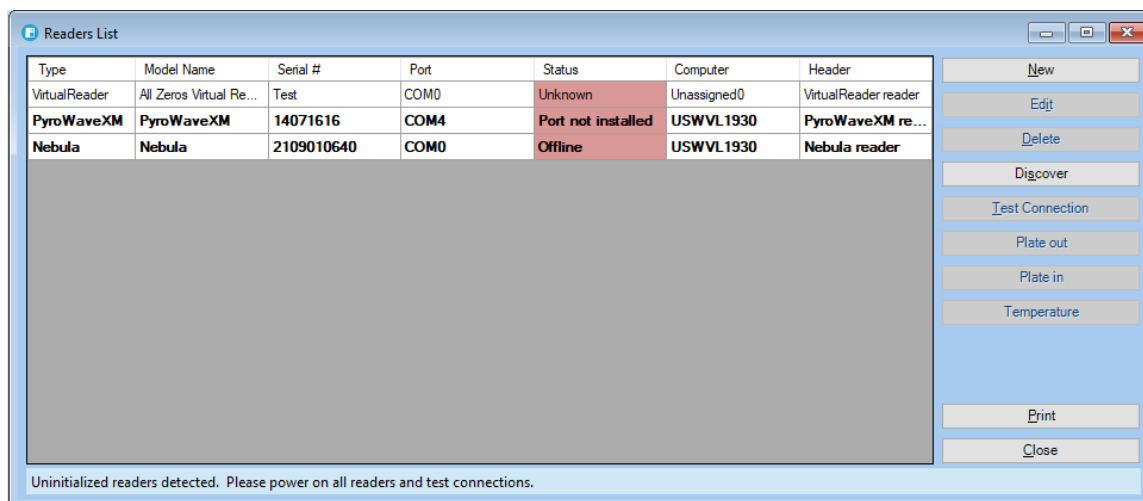 Readers List
Type Model Name Serial # Port Status Computer Header
VirtualReader All Zeros Virtual Re... Test COM0 Unknown Unassigned0 VirtualReader reader
PyroWaveXM PyroWaveXM 14071616 COM4 Port not installed USWVL1930 PyroWaveXM re...
Nebula Nebula 2109010640 COM0 Offline USWVL1930 Nebula reader
New
Edit
Delete
Discover
Test Connection
Plate out
Plate in
Temperature
Print
Close
Uninitialized readers detected. Please power on all readers and test connections.